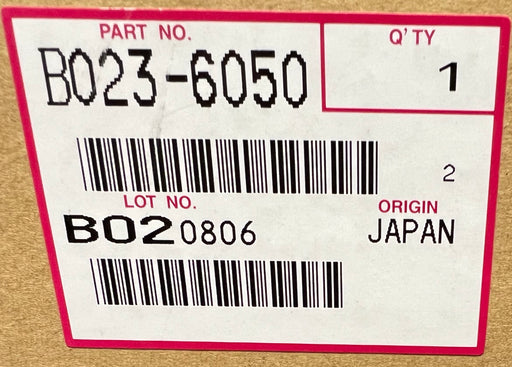 PART NO.
Q'TY
B023-6050
1
2
LOT NO.
ORIGIN
B020806
JAPAN